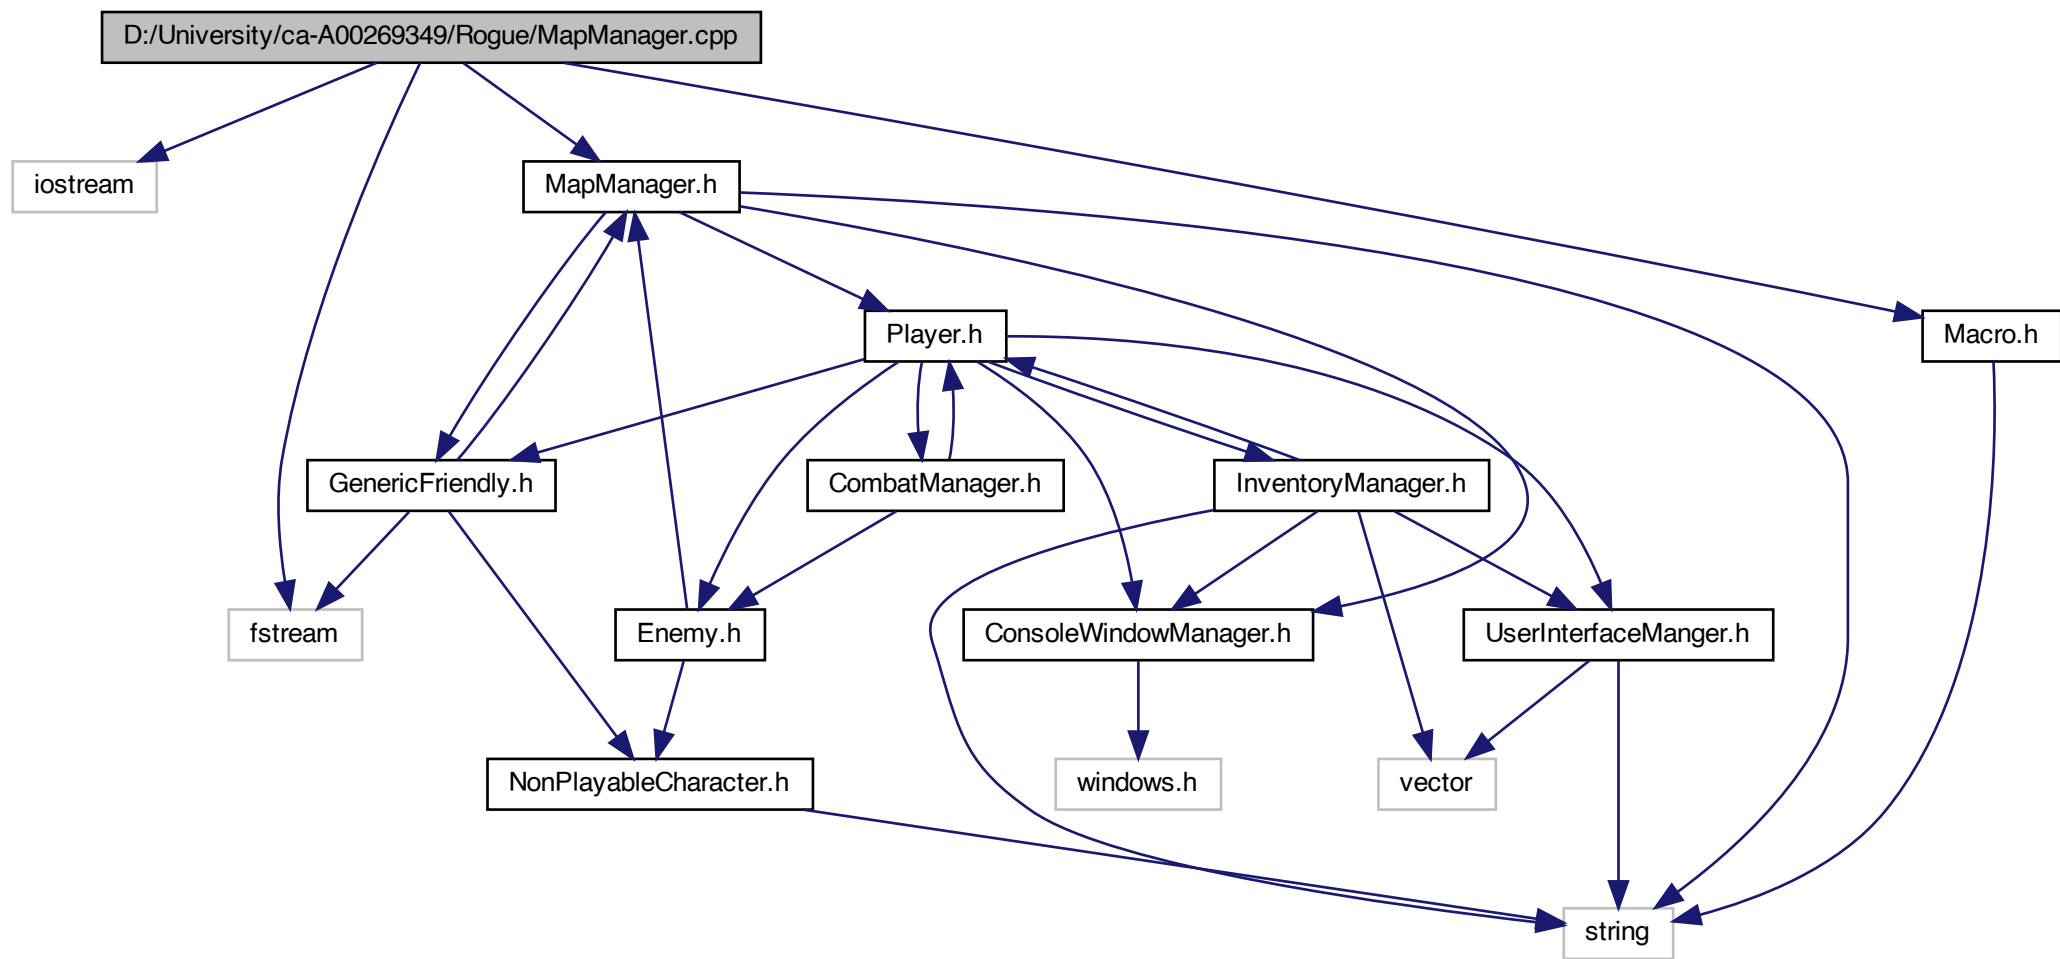 D:/University/ca-A00269349/Rogue/MapManager.cpp
iostream
MapManager.h
Player.h
Macro.h
GenericFriendly.h
CombatManager.h
InventoryManager.h
fstream
Enemy.h
ConsoleWindowManager.h
UserInterfaceManger.h
NonPlayableCharacter.h
windows.h
vector
string